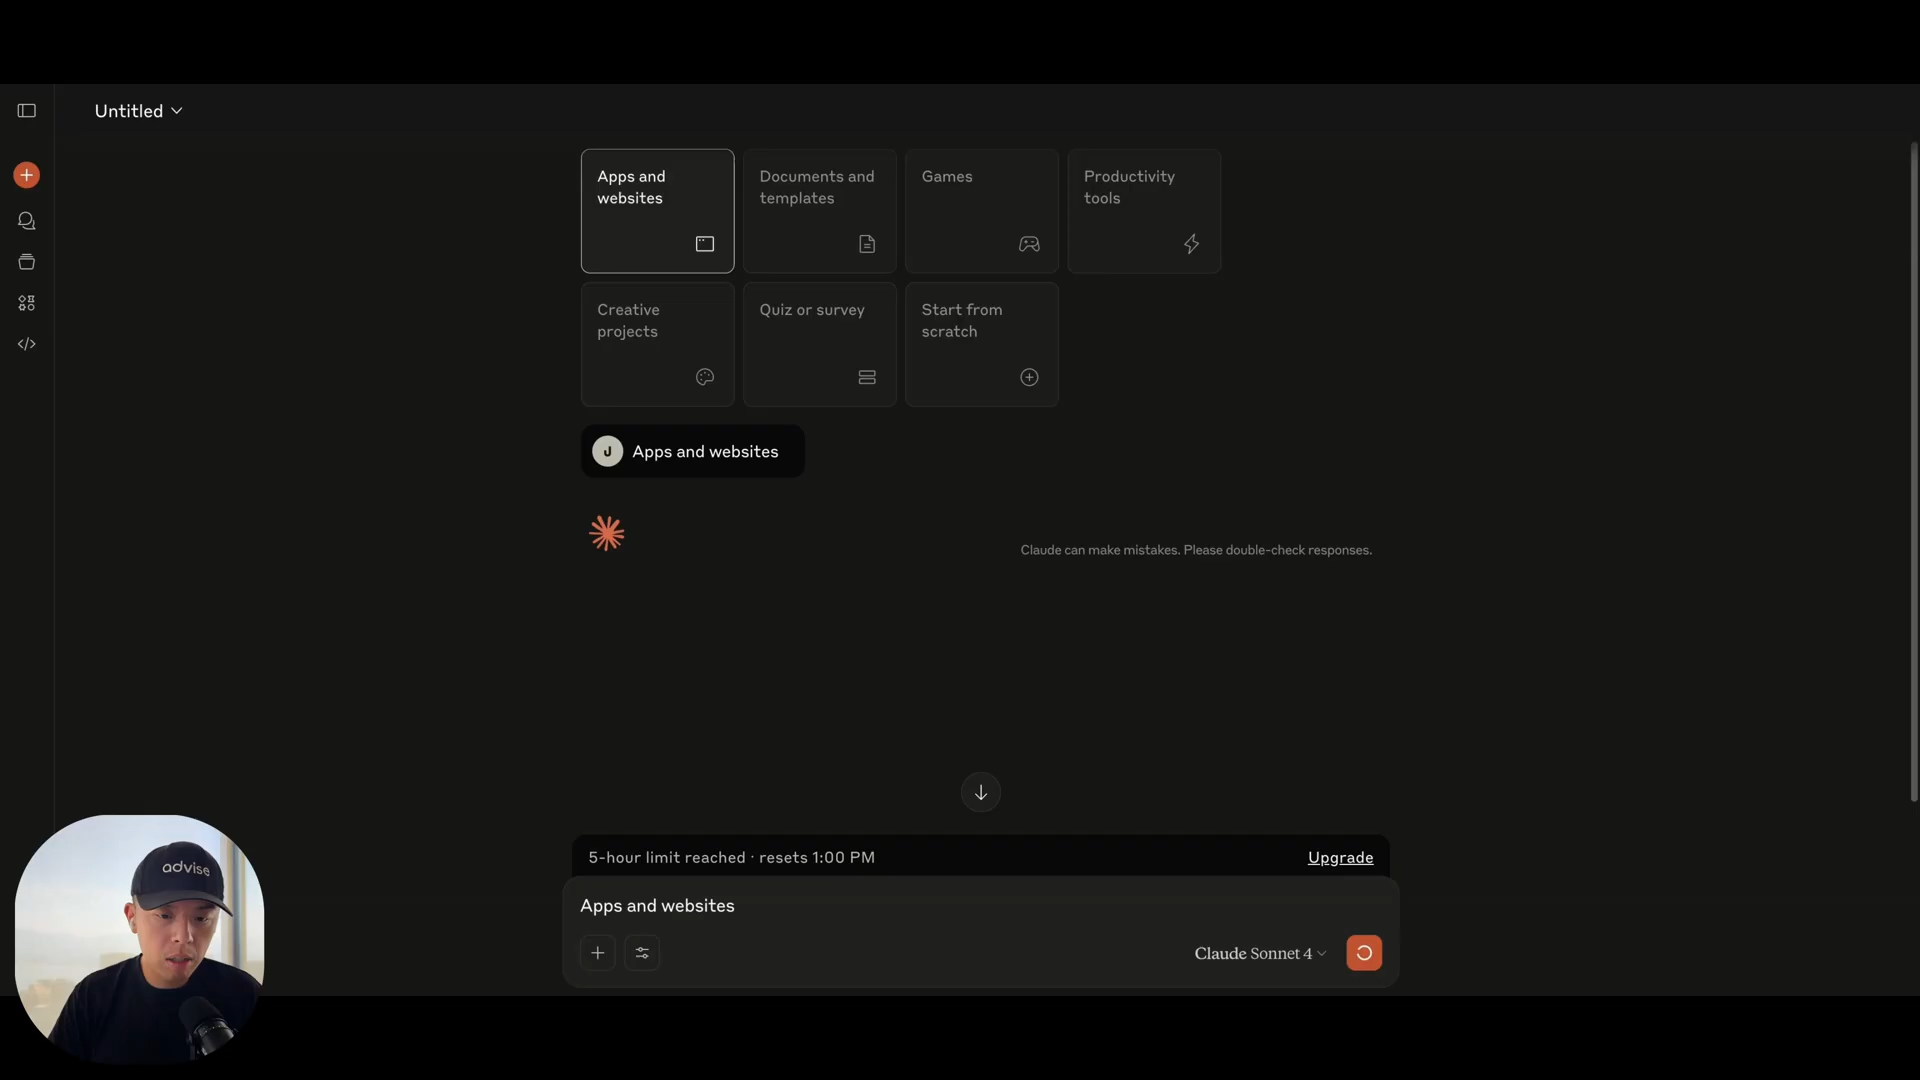 Untitled
Apps and
websites
Documents and
templates
Games
Productivity
tools
Creative
projects
Quiz or survey
Start from
scratch
J Apps and websites
Claude can make mistakes. Please double-check responses.
5-hour limit reached · resets 1:00 PM Upgrade
Apps and websites
Claude Sonnet 4
advise